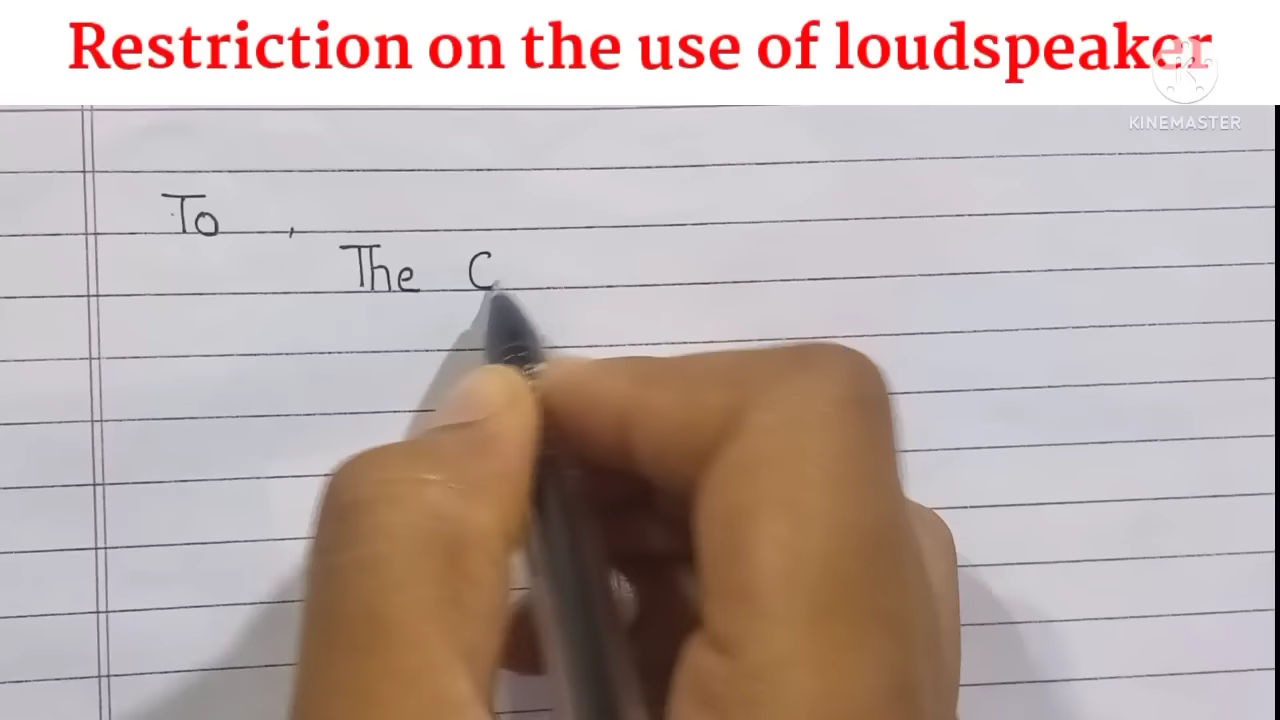 Restriction on the use of loudspeaker
KINEMASTER
To ,
The C